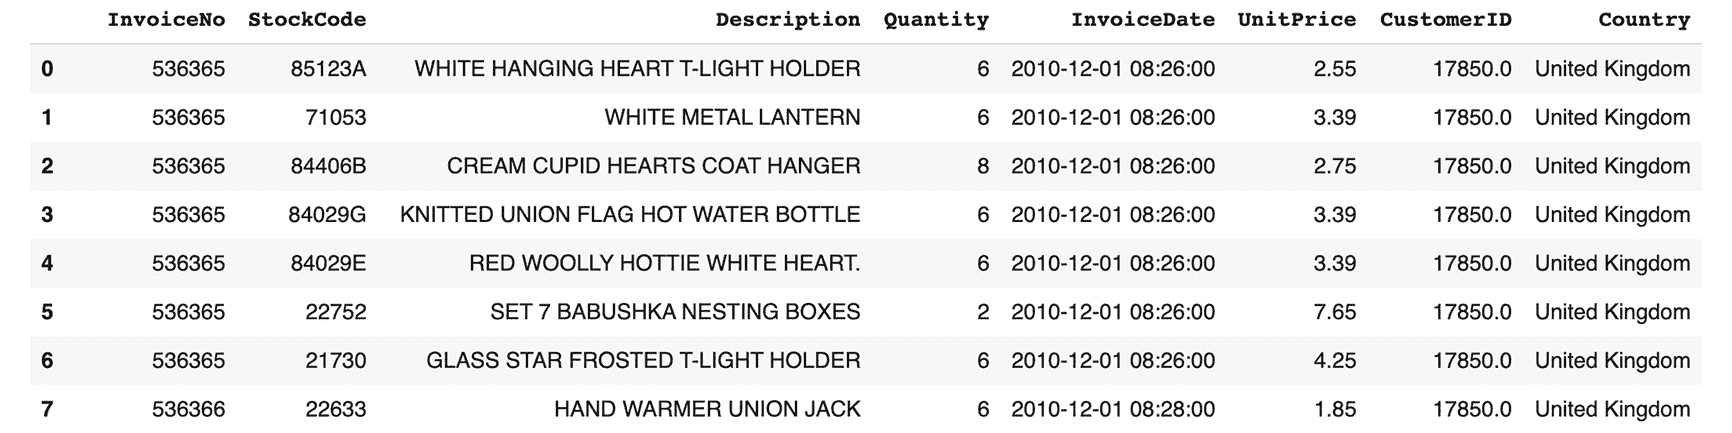 InvoiceNo StockCode Description Quantity InvoiceDate UnitPrice CustomerID Country
0 536365 85123A WHITE HANGING HEART T-LIGHT HOLDER 6 2010-12-01 08:26:00 2.55 17850.0 United Kingdom
1 536365 71053 WHITE METAL LANTERN 6 2010-12-01 08:26:00 3.39 17850.0 United Kingdom
2 536365 84406B CREAM CUPID HEARTS COAT HANGER 8 2010-12-01 08:26:00 2.75 17850.0 United Kingdom
3 536365 84029G KNITTED UNION FLAG HOT WATER BOTTLE 6 2010-12-01 08:26:00 3.39 17850.0 United Kingdom
4 536365 84029E RED WOOLLY HOTTIE WHITE HEART. 6 2010-12-01 08:26:00 3.39 17850.0 United Kingdom
5 536365 22752 SET 7 BABUSHKA NESTING BOXES 2 2010-12-01 08:26:00 7.65 17850.0 United Kingdom
6 536365 21730 GLASS STAR FROSTED T-LIGHT HOLDER 6 2010-12-01 08:26:00 4.25 17850.0 United Kingdom
7 536366 22633 HAND WARMER UNION JACK 6 2010-12-01 08:28:00 1.85 17850.0 United Kingdom